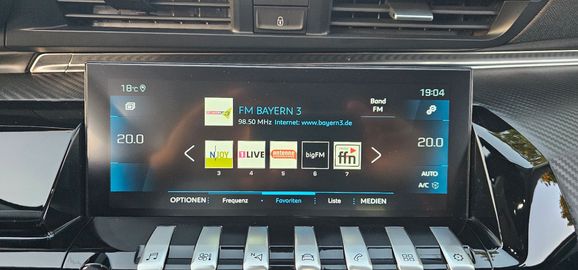 18°C 19:04
FM BAYERN 3
98.50 MHz Internet: www.bayern3.de
Band
FM
20.0 20.0
N JOY 1LIVE antenne bigFM ffn
3 4 5 6 7
AUTO
A/C
OPTIONEN Frequenz Favoriten Liste MEDIEN